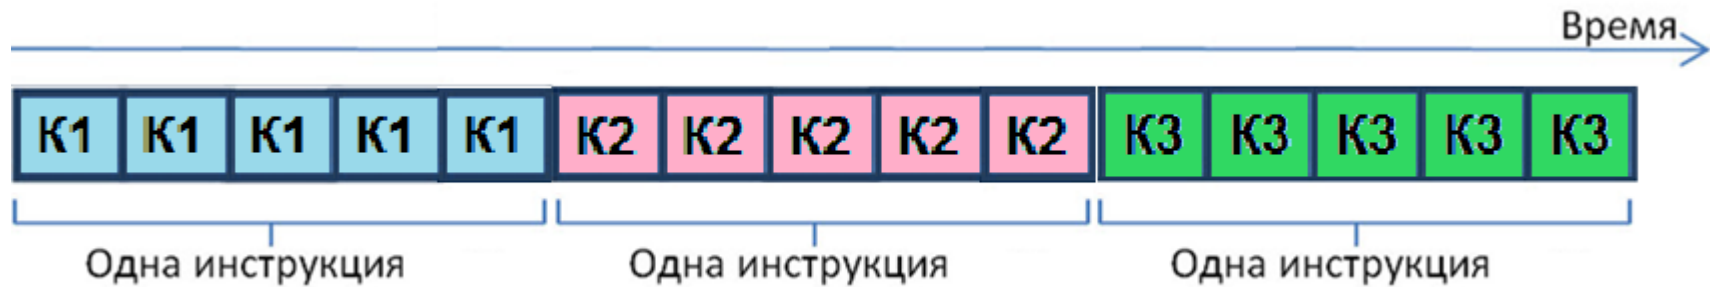 Время
К1 К1 К1 К1 К1 К2 К2 К2 К2 К2 К3 К3 К3 К3 К3
Одна инструкция Одна инструкция Одна инструкция